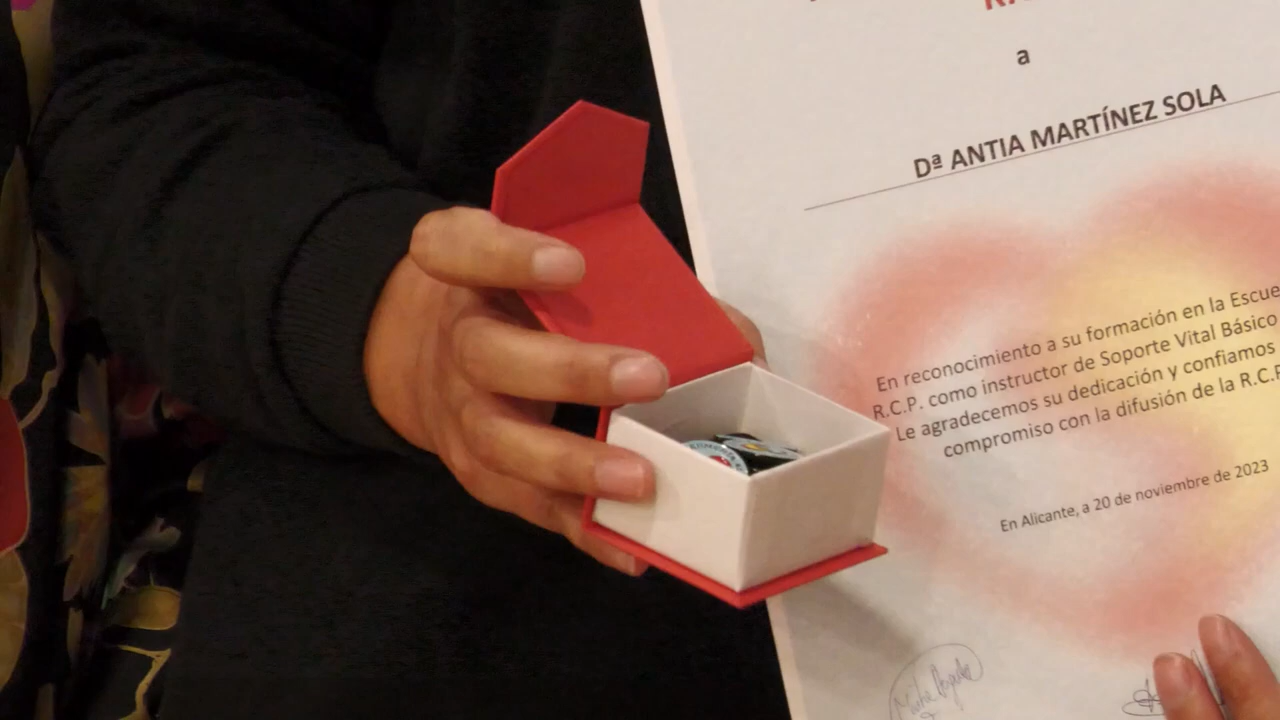 a
Dª ANTIA MARTÍNEZ SOLA
En reconocimiento a su formación en la Escue
R.C.P. como instructor de Soporte Vital Básico
Le agradecemos su dedicación y confiamos
compromiso con la difusión de la R.C.P
En Alicante, a 20 de noviembre de 2023